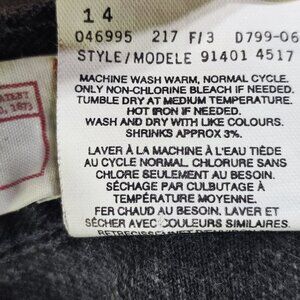 14
046995 217 F/3 D799-06
STYLE/MODELE 91401 4517
MACHINE WASH WARM, NORMAL CYCLE.
ONLY NON-CHLORINE BLEACH IF NEEDED.
TUMBLE DRY AT MEDIUM TEMPERATURE.
HOT IRON IF NEEDED.
WASH AND DRY WITH LIKE COLOURS.
SHRINKS APPROX 3%.
LAVER À LA MACHINE À L'EAU TIÈDE
AU CYCLE NORMAL. CHLORURE SANS
CHLORE SEULEMENT AU BESOIN.
SÉCHAGE PAR CULBUTAGE À
TEMPÉRATURE MOYENNE.
FER CHAUD AU BESOIN. LAVER ET
SÉCHER AVEC COULEURS SIMILAIRES.